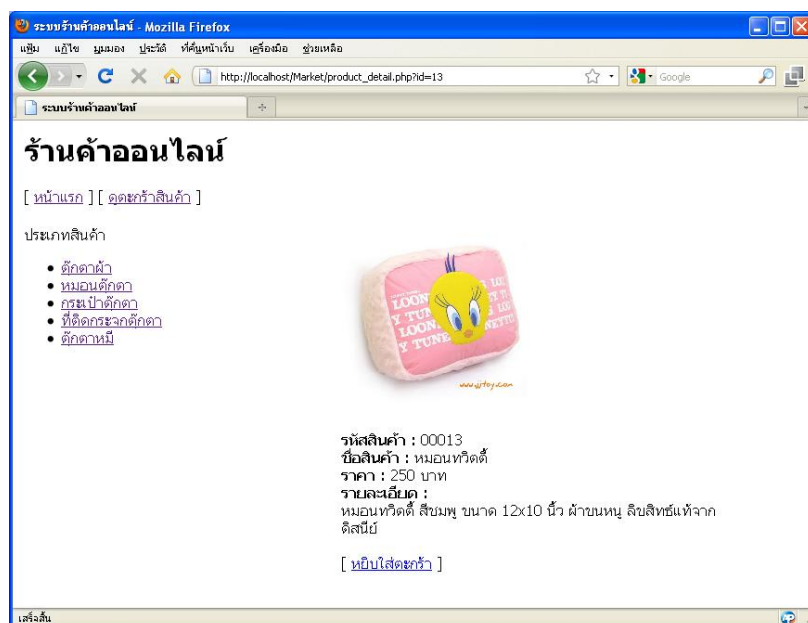 ระบบร้านค้าออนไลน์ - Mozilla Firefox
แฟ้ม แก้ไข มุมมอง ประวัติ ที่คั่นหน้าเว็บ เครื่องมือ ช่วยเหลือ
http://localhost/Market/product_detail.php?id=13
Google
ระบบร้านค้าออนไลน์
ร้านค้าออนไลน์
[ หน้าแรก ] [ ดูตะกร้าสินค้า ]
ประเภทสินค้า
ตุ๊กตาผ้า
หมอนตุ๊กตา
กระเป๋าตุ๊กตา
ที่ติดกระจกตุ๊กตา
ตุ๊กตาหมี
LOONEY TUNES
www.jrtoy.com
รหัสสินค้า : 00013
ชื่อสินค้า : หมอนทวิตตี้
ราคา : 250 บาท
รายละเอียด :
หมอนทวิตตี้ สีชมพู ขนาด 12x10 นิ้ว ผ้าขนหนู ลิขสิทธ์แท้จาก
ดิสนีย์
[ หยิบใส่ตะกร้า ]
เสร็จสิ้น